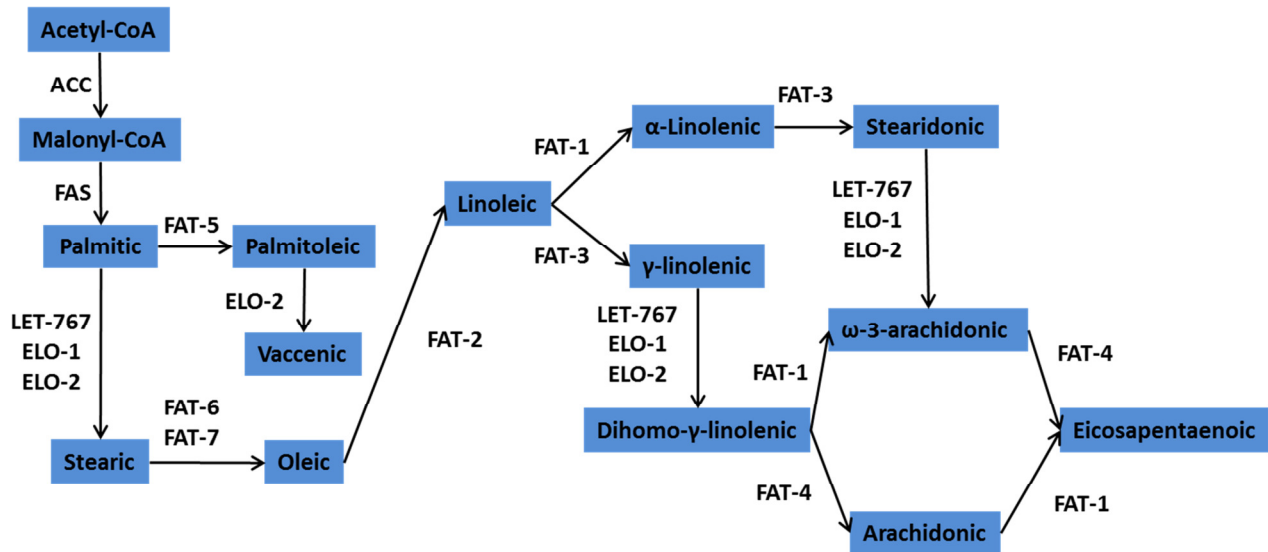 Acetyl-CoA
ACC
Malonyl-CoA
FAS
Palmitic
FAT-5
Palmitoleic
ELO-2
Vaccenic
LET-767
ELO-1
ELO-2
Stearic
FAT-6
FAT-7
Oleic
FAT-2
Linoleic
FAT-1
α-Linolenic
FAT-3
Stearidonic
LET-767
ELO-1
ELO-2
FAT-3
γ-linolenic
LET-767
ELO-1
ELO-2
Dihomo-γ-linolenic
FAT-1
ω-3-arachidonic
FAT-4
FAT-4
Arachidonic
FAT-1
Eicosapentaenoic